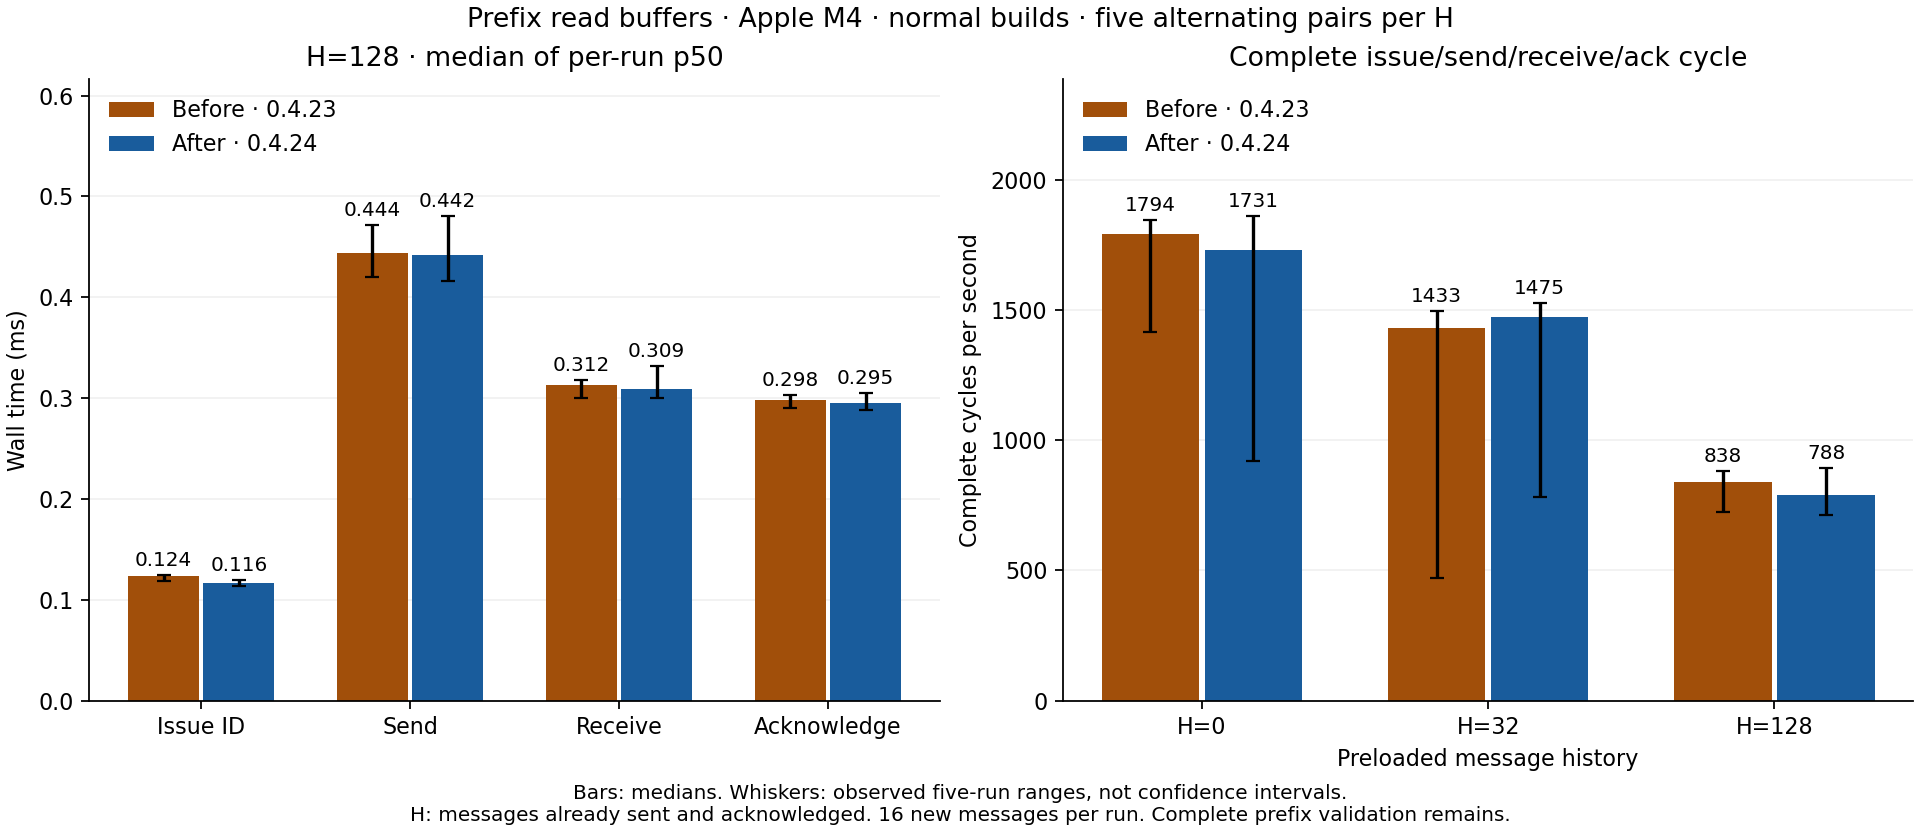 Prefix read buffers · Apple M4 · normal builds · five alternating pairs per H
H=128 · median of per-run p50
Before · 0.4.23
After · 0.4.24
Wall time (ms)
0.6
0.5
0.4
0.3
0.2
0.1
0.0
0.124
0.116
0.444
0.442
0.312
0.309
0.298
0.295
Issue ID
Send
Receive
Acknowledge
Complete issue/send/receive/ack cycle
Before · 0.4.23
After · 0.4.24
Complete cycles per second
2000
1500
1000
500
0
1794
1731
1433
1475
838
788
H=0
H=32
H=128
Preloaded message history
Bars: medians. Whiskers: observed five-run ranges, not confidence intervals.
H: messages already sent and acknowledged. 16 new messages per run. Complete prefix validation remains.